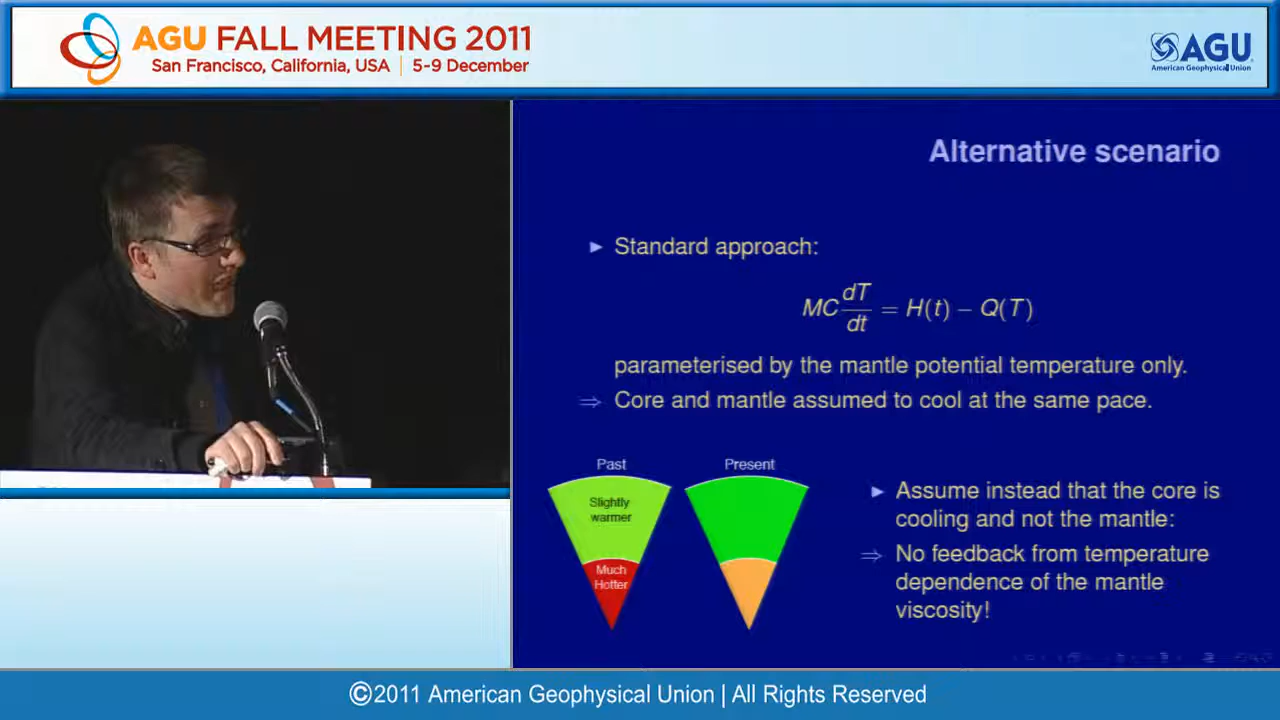 AGU FALL MEETING 2011
San Francisco, California, USA | 5-9 December
AGU
American Geophysical Union
Alternative scenario
► Standard approach:
MC dT/dt = H(t) − Q(T)
parameterised by the mantle potential temperature only.
⇒ Core and mantle assumed to cool at the same pace.
Past
Present
Slightly
warmer
Much
Hotter
► Assume instead that the core is
cooling and not the mantle:
⇒ No feedback from temperature
dependence of the mantle
viscosity!
©2011 American Geophysical Union | All Rights Reserved